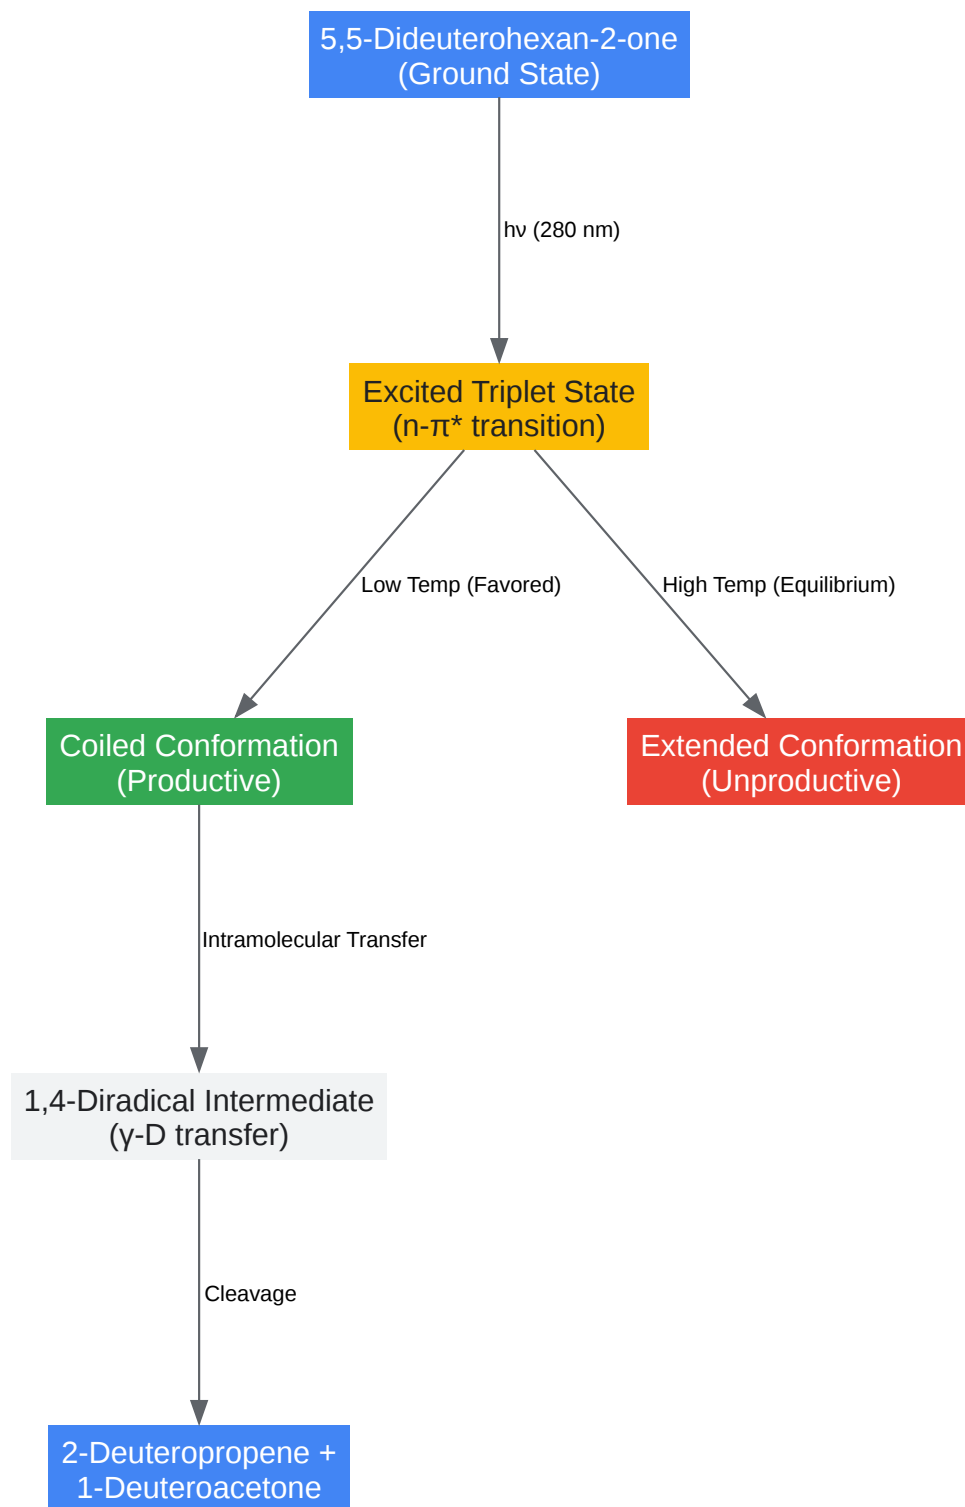 5,5-Dideuterohexan-2-one
(Ground State)
hν (280 nm)
Excited Triplet State
(n-π* transition)
Low Temp (Favored)
High Temp (Equilibrium)
Coiled Conformation
(Productive)
Extended Conformation
(Unproductive)
Intramolecular Transfer
1,4-Diradical Intermediate
(γ-D transfer)
Cleavage
2-Deuteropropene +
1-Deuteroacetone